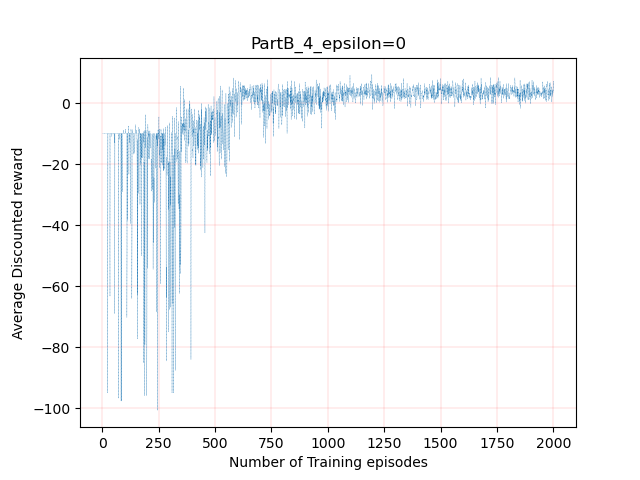 PartB_4_epsilon=0
0
−20
−40
−60
−80
−100
Average Discounted reward
0 250 500 750 1000 1250 1500 1750 2000
Number of Training episodes